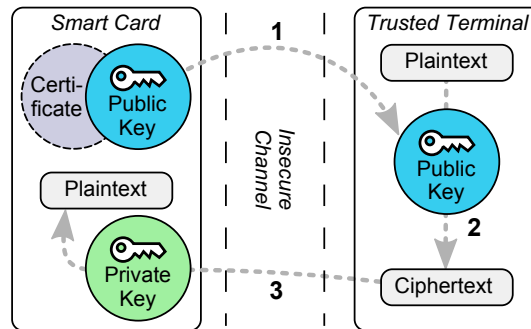 Smart Card
Trusted Terminal
1
Certi-
ficate
Public
Key
Plaintext
Insecure
Channel
Public
Key
Plaintext
2
Private
Key
3
Ciphertext